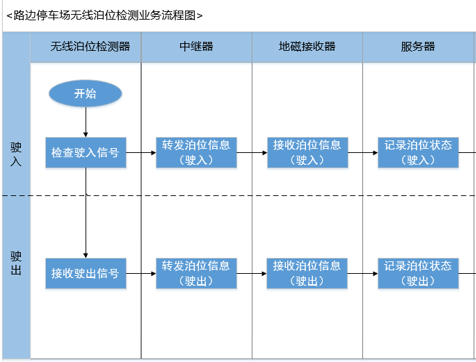 <路边停车场无线泊位检测业务流程图>
无线泊位检测器
中继器
地磁接收器
服务器
开始
驶入
检查驶入信号
转发泊位信息
（驶入）
接收泊位信息
（驶入）
记录泊位状态
（驶入）
驶出
接收驶出信号
转发泊位信息
（驶出）
接收泊位信息
（驶出）
记录泊位状态
（驶出）